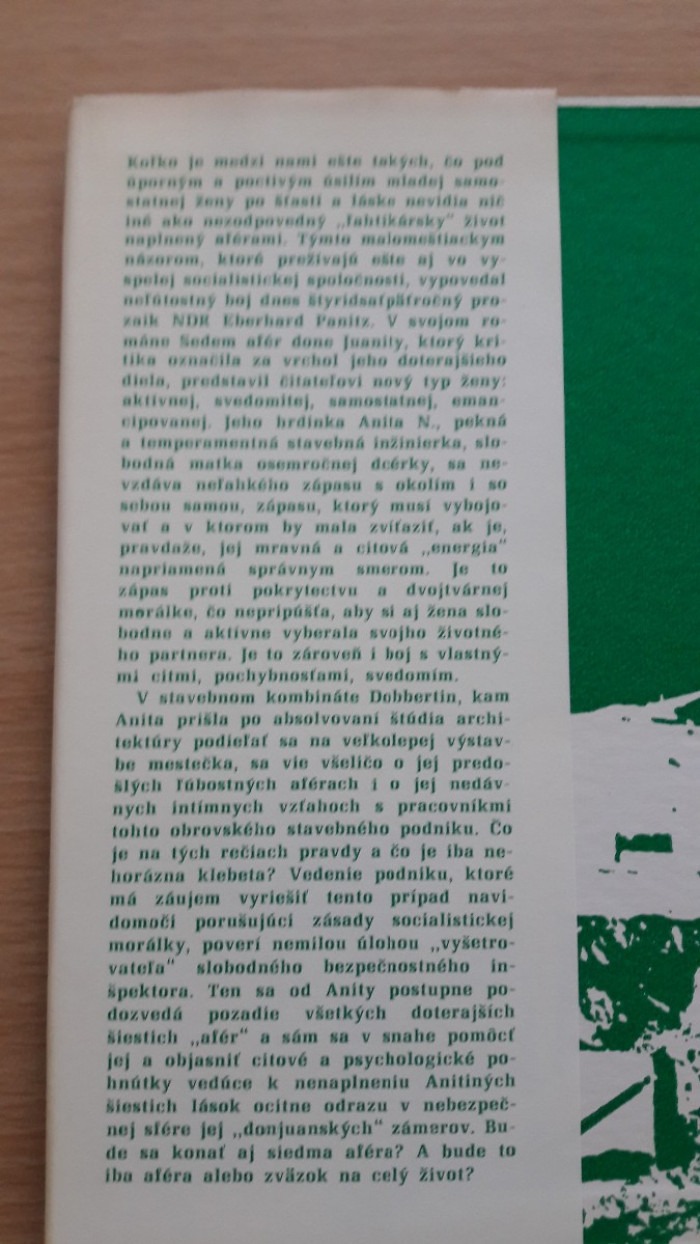 Koľko je medzi nami ešte takých, čo pod
úporným a poctivým úsilím mladej samo-
statnej ženy po šťastí a láske nevidia nič
iné ako nezodpovedný „ľahtikársky“ život
naplnený aférami. Týmto malomeštiackym
názorom, ktoré prežívajú ešte aj vo vy-
spelej socialistickej spoločnosti, vypovedal
neľútostný boj dnes štyridsaťpäťročný pro-
zaik NDR Eberhard Panitz. V svojom ro-
máne Sedem afér done Juanity, ktorý kri-
tika označila za vrchol jeho doterajšieho
diela, predstavil čitateľovi nový typ ženy:
aktívnej, svedomitej, samostatnej, eman-
cipovanej. Jeho hrdinka Anita N., pekná
a temperamentná stavebná inžinierka, slo-
bodná matka osemročnej dcérky, sa ne-
vzdáva neľahkého zápasu s okolím i so
sebou samou, zápasu, ktorý musí vybojo-
vať a v ktorom by mala zvíťaziť, ak je,
pravdaže, jej mravná a citová „energia“
napriamená správnym smerom. Je to
zápas proti pokrytectvu a dvojtvárnej
morálke, čo nepripúšťa, aby si aj žena slo-
bodne a aktívne vyberala svojho životné-
ho partnera. Je to zároveň i boj s vlastný-
mi citmi, pochybnosťami, svedomím.
V stavebnom kombináte Dobbertin, kam
Anita prišla po absolvovaní štúdia archi-
tektúry podieľať sa na veľkolepej výstav-
be mestečka, sa vie všeličo o jej predo-
šlých ľúbostných aférach i o jej nedáv-
nych intímnych vzťahoch s pracovníkmi
tohto obrovského stavebného podniku. Čo
je na tých rečiach pravdy a čo je iba ne-
horázna klebeta? Vedenie podniku, ktoré
má záujem vyriešiť tento prípad navi-
domoči porušujúci zásady socialistickej
morálky, poverí nemilou úlohou „vyšetro-
vateľa“ slobodného bezpečnostného in-
špektora. Ten sa od Anity postupne po-
dozvedá pozadie všetkých doterajších
šiestich „afér“ a sám sa v snahe pomôcť
jej a objasniť citové a psychologické po-
hnútky vedúce k nenaplneniu Anitiných
šiestich lások ocitne odrazu v nebezpeč-
nej sfére jej „donjuanských“ zámerov. Bu-
de sa konať aj siedma aféra? A bude to
iba aféra alebo zväzok na celý život?